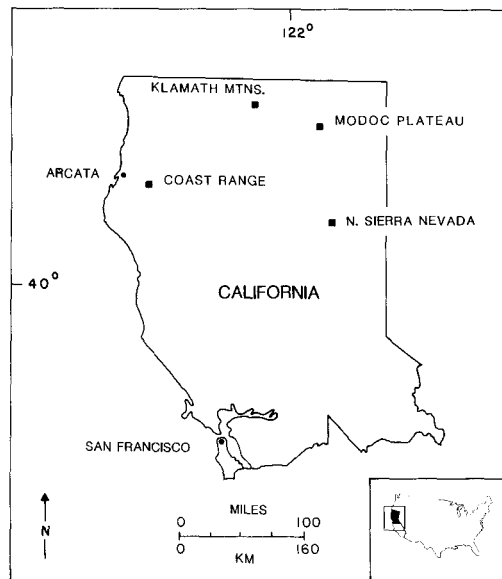 122°
KLAMATH MTNS.
MODOC PLATEAU
ARCATA
COAST RANGE
N. SIERRA NEVADA
40°
CALIFORNIA
SAN FRANCISCO
N
MILES
0 100
0 160
KM